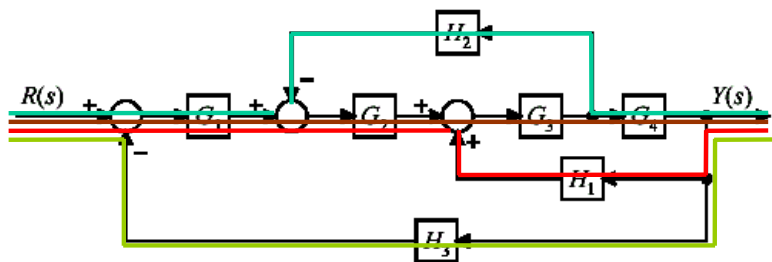 H₂
−
R(s) + G₁ + G₂ + G₃ G₄ Y(s)
− +
H₁
H₃